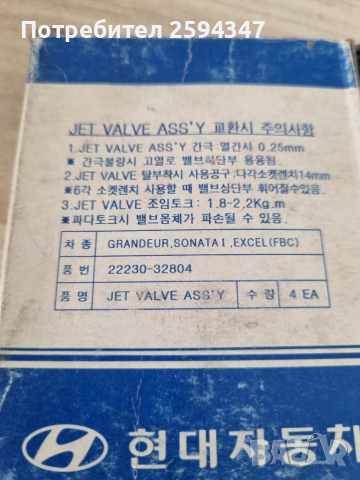 Потребител 2594347
JET VALVE ASS'Y 교환시 주의사항
1.JET VALVE ASS'Y 간극:열간시 0.25mm
※ 간극불량시 고열로 밸브하단부 용융됨.
2.JET VALVE 탈부착시 사용공구:다각소켓렌치14mm
※6각 소켓렌치 사용할 때 밸브상단부 휘어질수있음.
3.JET VALVE 조임토크: 1.8-2.2Kg.m
※파다토크시 밸브몸체가 파손될 수 있음.
차 종 GRANDEUR,SONATA I ,EXCEL(FBC)
품 번 22230-32804
품 명 JET VALVE ASS'Y 수 량 4 EA
현대자동차